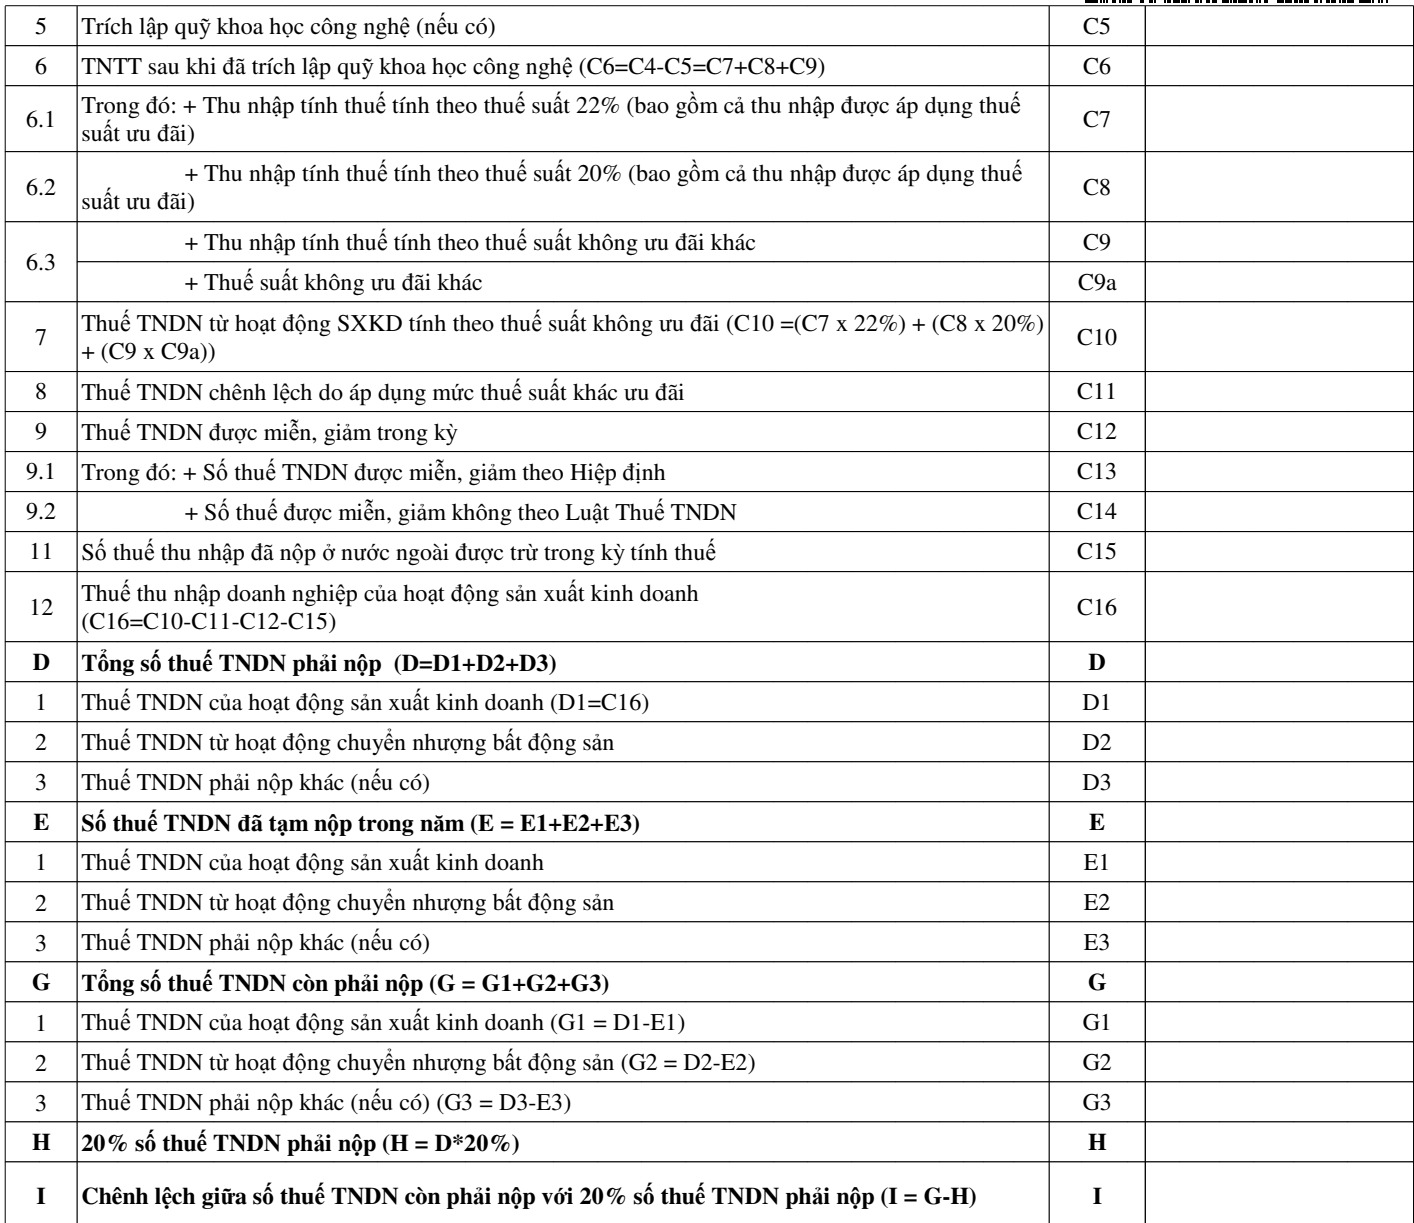 5 Trích lập quỹ khoa học công nghệ (nếu có) C5
6 TNTT sau khi đã trích lập quỹ khoa học công nghệ (C6=C4-C5=C7+C8+C9) C6
6.1 Trong đó: + Thu nhập tính thuế tính theo thuế suất 22% (bao gồm cả thu nhập được áp dụng thuế
suất ưu đãi) C7
6.2 + Thu nhập tính thuế tính theo thuế suất 20% (bao gồm cả thu nhập được áp dụng thuế
suất ưu đãi) C8
6.3 + Thu nhập tính thuế tính theo thuế suất không ưu đãi khác C9
+ Thuế suất không ưu đãi khác C9a
7 Thuế TNDN từ hoạt động SXKD tính theo thuế suất không ưu đãi (C10 =(C7 x 22%) + (C8 x 20%)
+ (C9 x C9a)) C10
8 Thuế TNDN chênh lệch do áp dụng mức thuế suất khác ưu đãi C11
9 Thuế TNDN được miễn, giảm trong kỳ C12
9.1 Trong đó: + Số thuế TNDN được miễn, giảm theo Hiệp định C13
9.2 + Số thuế được miễn, giảm không theo Luật Thuế TNDN C14
11 Số thuế thu nhập đã nộp ở nước ngoài được trừ trong kỳ tính thuế C15
12 Thuế thu nhập doanh nghiệp của hoạt động sản xuất kinh doanh
(C16=C10-C11-C12-C15) C16
D Tổng số thuế TNDN phải nộp (D=D1+D2+D3) D
1 Thuế TNDN của hoạt động sản xuất kinh doanh (D1=C16) D1
2 Thuế TNDN từ hoạt động chuyển nhượng bất động sản D2
3 Thuế TNDN phải nộp khác (nếu có) D3
E Số thuế TNDN đã tạm nộp trong năm (E = E1+E2+E3) E
1 Thuế TNDN của hoạt động sản xuất kinh doanh E1
2 Thuế TNDN từ hoạt động chuyển nhượng bất động sản E2
3 Thuế TNDN phải nộp khác (nếu có) E3
G Tổng số thuế TNDN còn phải nộp (G = G1+G2+G3) G
1 Thuế TNDN của hoạt động sản xuất kinh doanh (G1 = D1-E1) G1
2 Thuế TNDN từ hoạt động chuyển nhượng bất động sản (G2 = D2-E2) G2
3 Thuế TNDN phải nộp khác (nếu có) (G3 = D3-E3) G3
H 20% số thuế TNDN phải nộp (H = D*20%) H
I Chênh lệch giữa số thuế TNDN còn phải nộp với 20% số thuế TNDN phải nộp (I = G-H) I